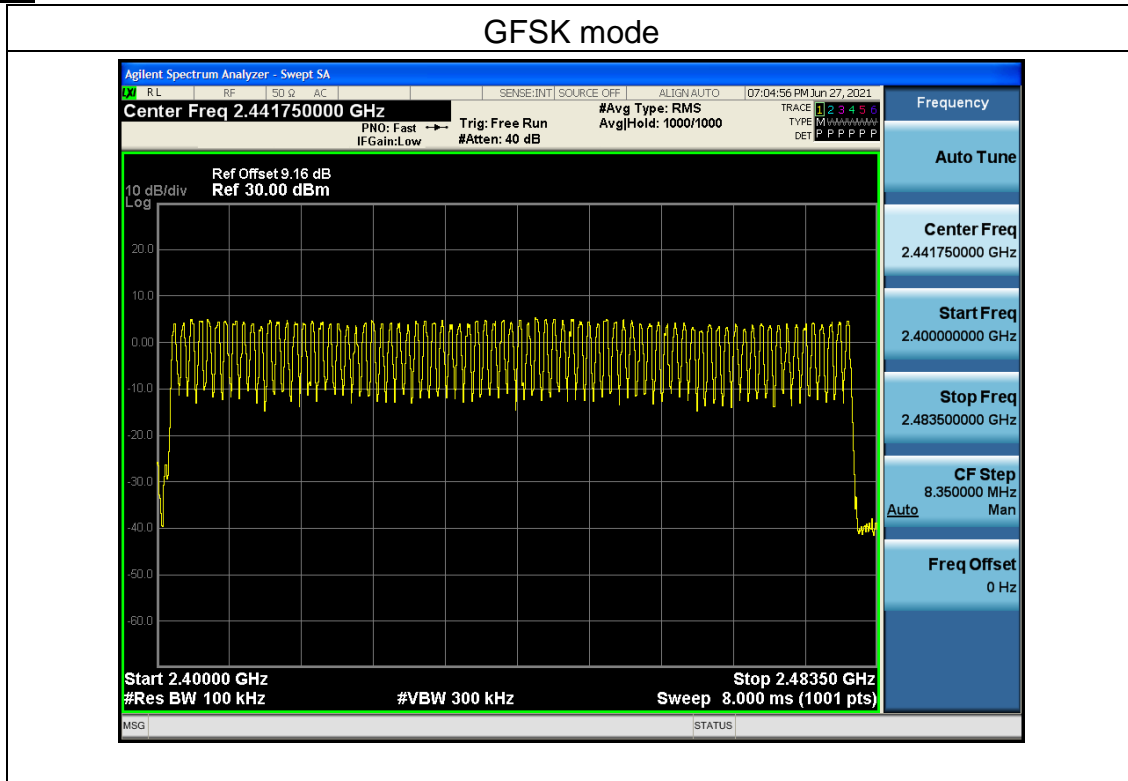 GFSK mode
Agilent Spectrum Analyzer - Swept SA
LXI RL RF 50 Ω AC SENSE:INT SOURCE OFF ALIGN AUTO 07:04:56 PM Jun 27, 2021
Center Freq 2.441750000 GHz
PNO: Fast
IFGain:Low
Trig: Free Run
#Atten: 40 dB
#Avg Type: RMS
Avg|Hold: 1000/1000
TRACE 1 2 3 4 5 6
TYPE M WWWWW
DET P P P P P P
Ref Offset 9.16 dB
10 dB/div Ref 30.00 dBm
Log
20.0
10.0
0.00
-10.0
-20.0
-30.0
-40.0
-50.0
-60.0
Start 2.40000 GHz
Stop 2.48350 GHz
#Res BW 100 kHz
#VBW 300 kHz
Sweep 8.000 ms (1001 pts)
MSG
STATUS
Frequency
Auto Tune
Center Freq
2.441750000 GHz
Start Freq
2.400000000 GHz
Stop Freq
2.483500000 GHz
CF Step
8.350000 MHz
Auto Man
Freq Offset
0 Hz